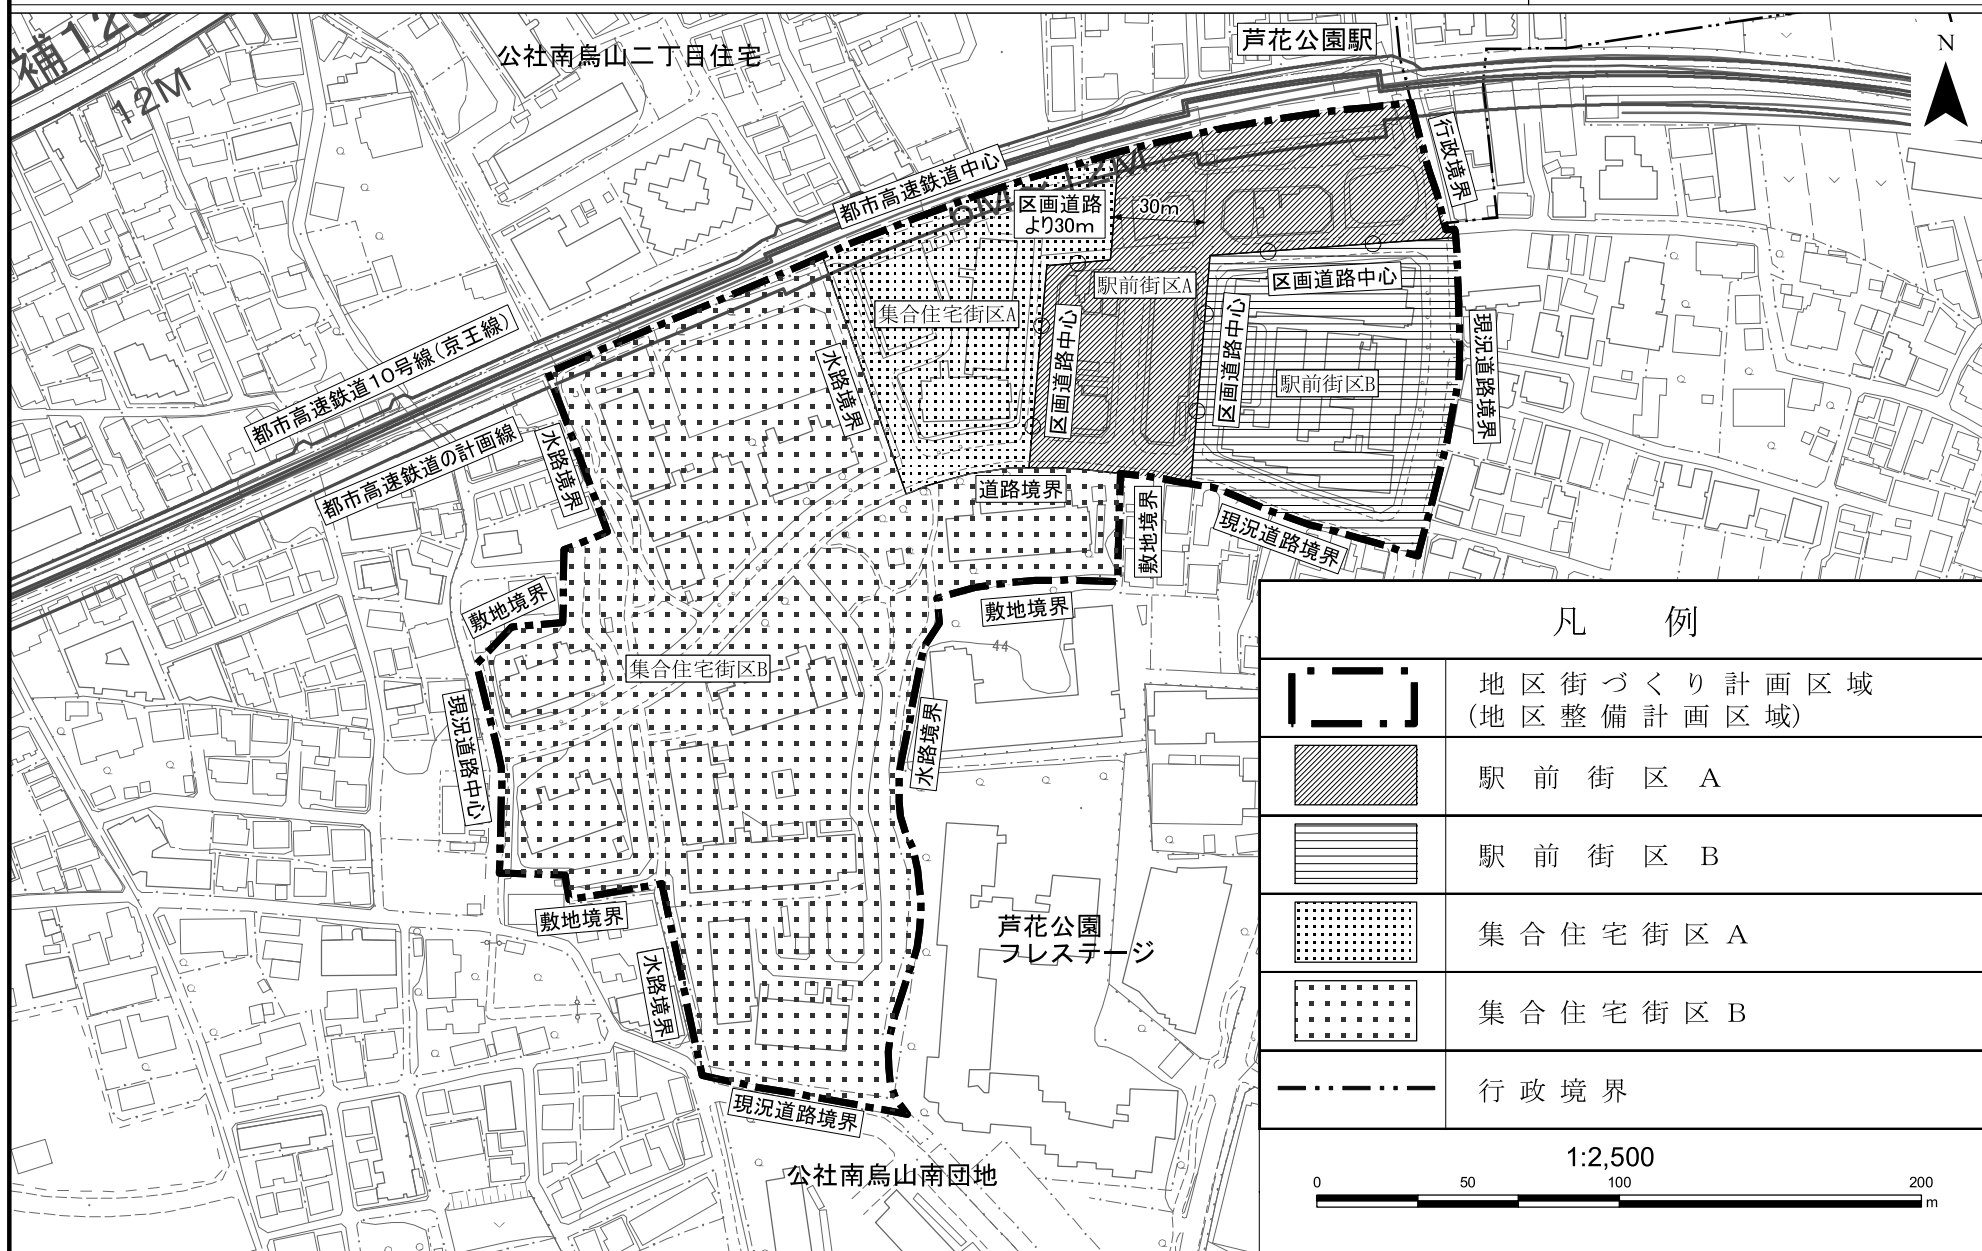 補12
12M
公社南烏山二丁目住宅
芦花公園駅
N
行政境界
都市高速鉄道中心
区画道路
より30m
30m
駅前街区A
区画道路中心
集合住宅街区A
区画道路中心
区画道路中心
駅前街区B
現況道路境界
都市高速鉄道10号線(京王線)
都市高速鉄道の計画線
水路境界
水路境界
道路境界
敷地境界
現況道路境界
敷地境界
敷地境界
44
集合住宅街区B
現況道路中心
水路境界
敷地境界
水路境界
芦花公園
フレステージ
現況道路境界
公社南烏山南団地
凡 例
地区街づくり計画区域
(地区整備計画区域)
駅前街区A
駅前街区B
集合住宅街区A
集合住宅街区B
行政境界
1:2,500
0 50 100 200
m